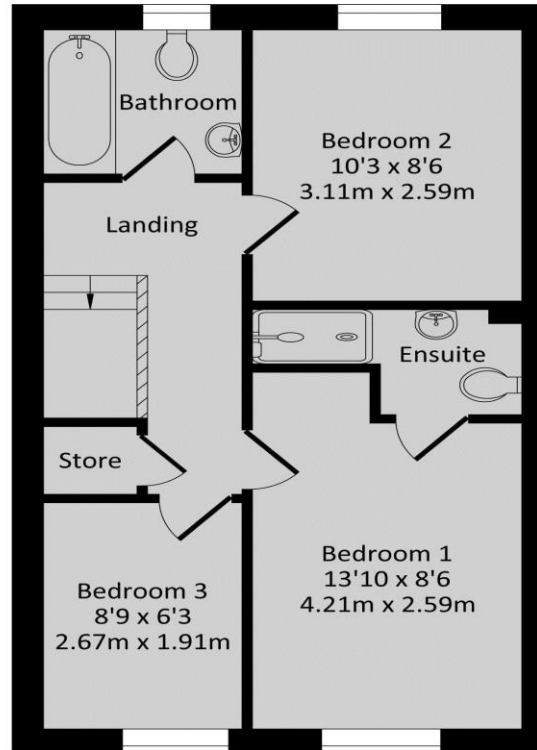 Bathroom
Bedroom 2
10'3 x 8'6
3.11m x 2.59m
Landing
Ensuite
Store
Bedroom 1
13'10 x 8'6
4.21m x 2.59m
Bedroom 3
8'9 x 6'3
2.67m x 1.91m